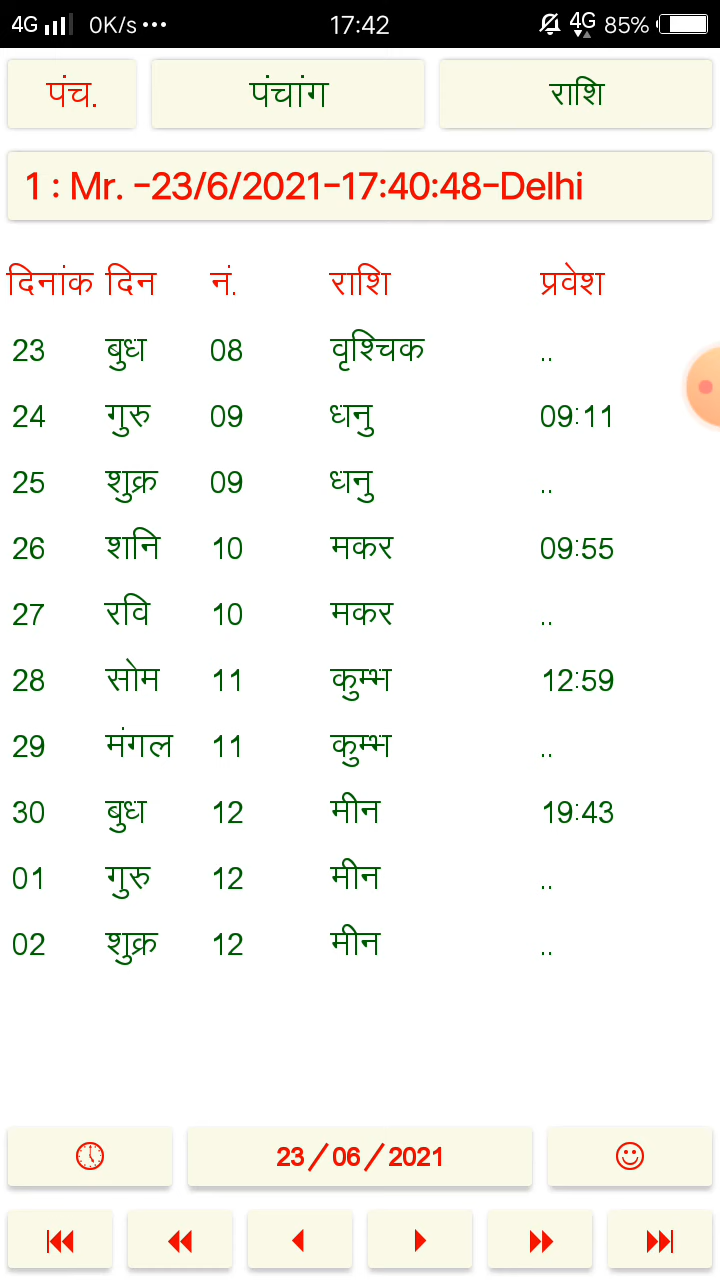 4G 0K/s ••• 17:42 4G 85%
पंच. पंचांग राशि
1 : Mr. -23/6/2021-17:40:48-Delhi
दिनांक दिन नं. राशि प्रवेश
23 बुध 08 वृश्चिक ..
24 गुरु 09 धनु 09:11
25 शुक्र 09 धनु ..
26 शनि 10 मकर 09:55
27 रवि 10 मकर ..
28 सोम 11 कुम्भ 12:59
29 मंगल 11 कुम्भ ..
30 बुध 12 मीन 19:43
01 गुरु 12 मीन ..
02 शुक्र 12 मीन ..
23/06/2021